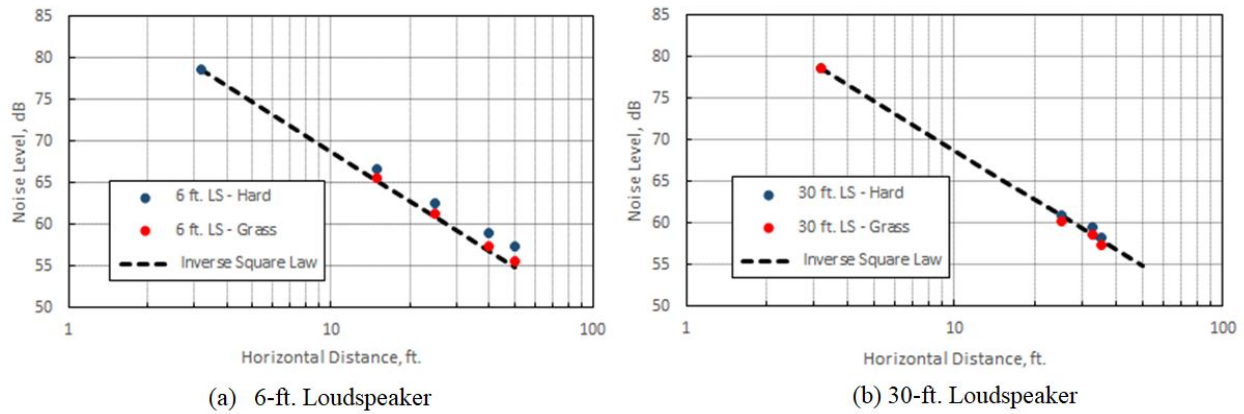 85
80
75
70
65
60
55
50
Noise Level, dB
6 ft. LS - Hard
6 ft. LS - Grass
Inverse Square Law
1
10
100
Horizontal Distance, ft.
(a) 6-ft. Loudspeaker
85
80
75
70
65
60
55
50
Noise Level, dB
30 ft. LS - Hard
30 ft. LS - Grass
Inverse Square Law
1
10
100
Horizontal Distance, ft.
(b) 30-ft. Loudspeaker